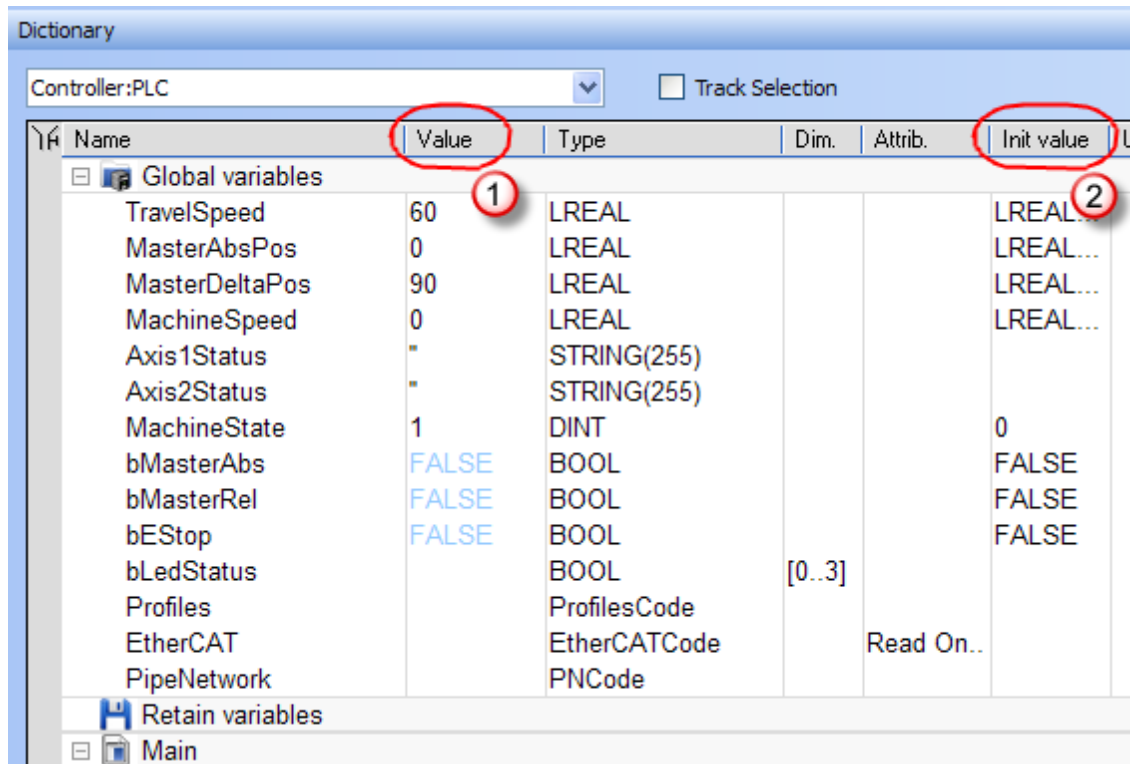 Dictionary
Controller:PLC Track Selection
Name Value Type Dim. Attrib. Init value U
Global variables 1 2
TravelSpeed 60 LREAL LREAL...
MasterAbsPos 0 LREAL LREAL...
MasterDeltaPos 90 LREAL LREAL...
MachineSpeed 0 LREAL LREAL...
Axis1Status '' STRING(255)
Axis2Status '' STRING(255)
MachineState 1 DINT 0
bMasterAbs FALSE BOOL FALSE
bMasterRel FALSE BOOL FALSE
bEStop FALSE BOOL FALSE
bLedStatus BOOL [0..3]
Profiles ProfilesCode
EtherCAT EtherCATCode Read On..
PipeNetwork PNCode
Retain variables
Main